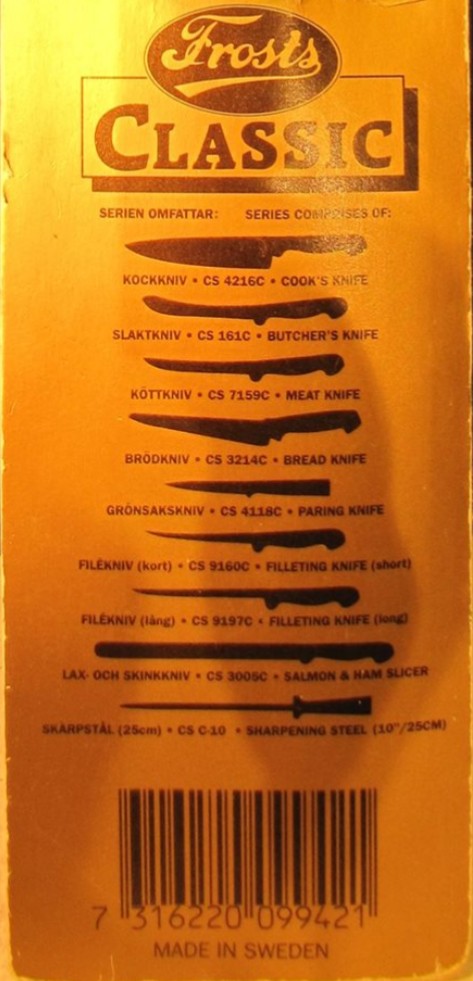 Frosts
CLASSIC
SERIEN OMFATTAR: SERIES COMPRISES OF:
KOCKKNIV • CS 4216C • COOK'S KNIFE
SLAKTKNIV • CS 161C • BUTCHER'S KNIFE
KÖTTKNIV • CS 7159C • MEAT KNIFE
BRÖDKNIV • CS 3214C • BREAD KNIFE
GRÖNSAKSKNIV • CS 4118C • PARING KNIFE
FILÉKNIV (kort) • CS 9160C • FILLETING KNIFE (short)
FILÉKNIV (lång) • CS 9197C • FILLETING KNIFE (long)
LAX- OCH SKINKKNIV • CS 3005C • SALMON & HAM SLICER
SKÄRPSTÅL (25cm) • CS C-10 • SHARPENING STEEL (10"/25CM)
7 316220 099421
MADE IN SWEDEN